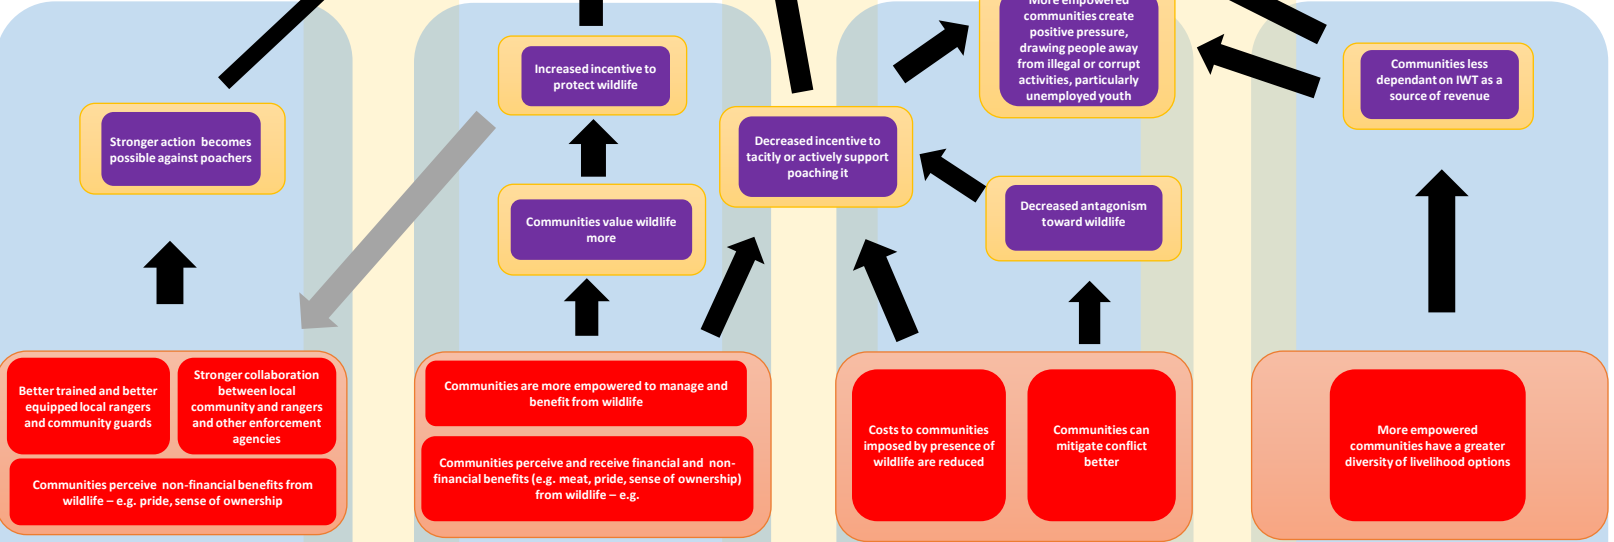 More empowered
communities create
positive pressure,
drawing people away
from illegal or corrupt
activities, particularly
unemployed youth
Increased incentive to
protect wildlife
Communities less
dependant on IWT as a
source of revenue
Stronger action  becomes
possible against poachers
Decreased incentive to
tacitly or actively support
poaching it
Communities value wildlife
more
Decreased antagonism
toward wildlife
Better trained and better
equipped local rangers
and community guards
Stronger collaboration
between local
community and rangers
and other enforcement
agencies
Communities perceive  non-financial benefits from
wildlife – e.g. pride, sense of ownership
Communities are more empowered to manage and
benefit from wildlife
Communities perceive and receive financial and  non-
financial benefits (e.g. meat, pride, sense of ownership)
from wildlife – e.g.
Costs to communities
imposed by presence of
wildlife are reduced
Communities can
mitigate conflict
better
More empowered
communities have a greater
diversity of livelihood options